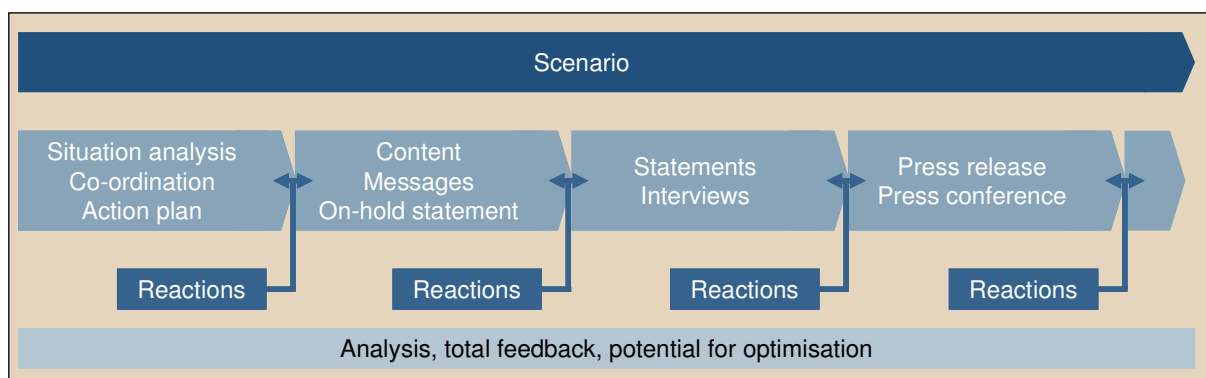 Scenario
Situation analysis
Co-ordination
Action plan
Content
Messages
On-hold statement
Statements
Interviews
Press release
Press conference
Reactions
Reactions
Reactions
Reactions
Analysis, total feedback, potential for optimisation